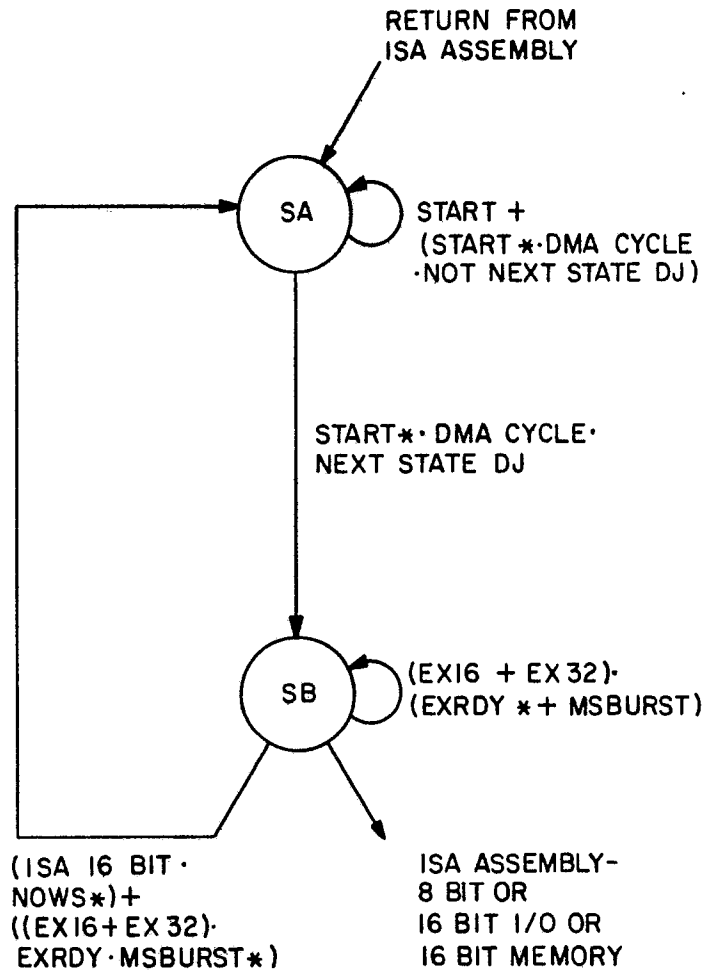 RETURN FROM
ISA ASSEMBLY
SA
START +
(START*·DMA CYCLE
·NOT NEXT STATE DJ)
START*·DMA CYCLE·
NEXT STATE DJ
SB
(EX16 + EX32)·
(EXRDY * + MSBURST)
(ISA 16 BIT ·
NOWS*)+
((EX16+EX32)·
EXRDY·MSBURST*)
ISA ASSEMBLY-
8 BIT OR
16 BIT I/O OR
16 BIT MEMORY